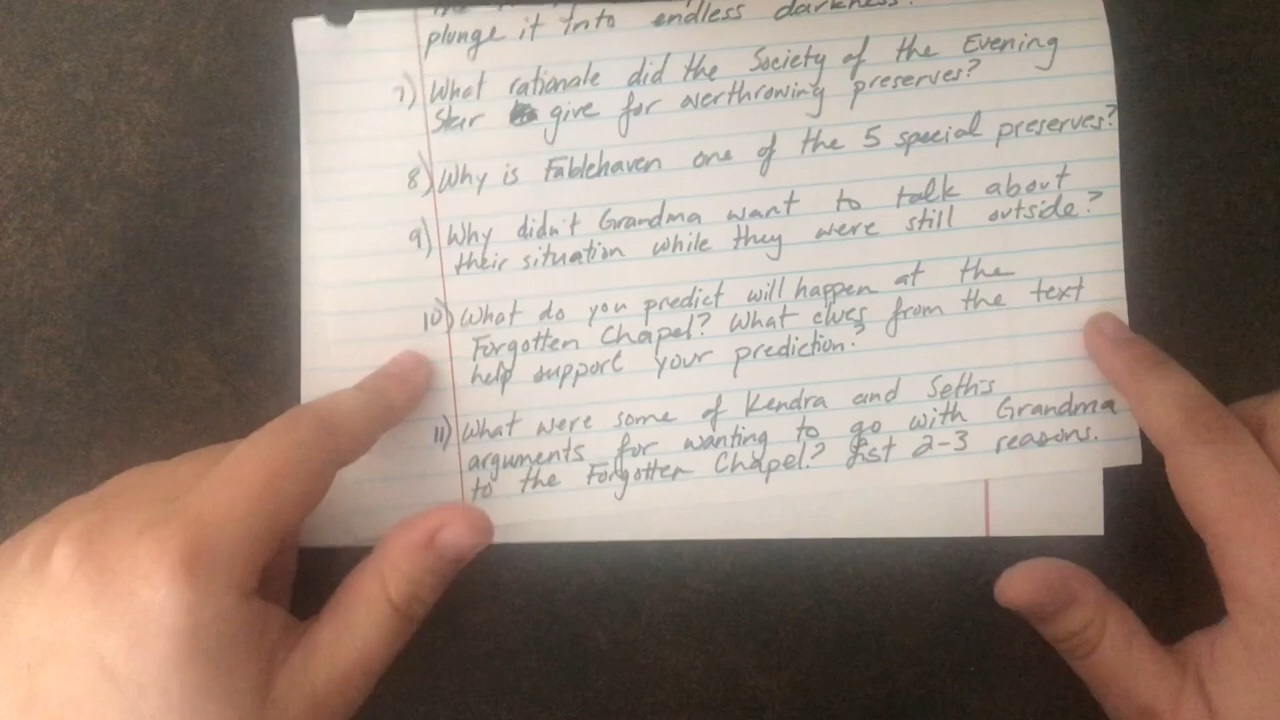 plunge it into endless darkness?
7) What rationale did the Society of the Evening
Star give for overthrowing preserves?
8) Why is Fablehaven one of the 5 special preserves?
9) Why didn't Grandma want to talk about
their situation while they were still outside?
10) What do you predict will happen at the
Forgotten Chapel? What clues from the text
help support your prediction?
11) What were some of Kendra and Seth's
arguments for wanting to go with Grandma
to the Forgotten Chapel? List 2-3 reasons.